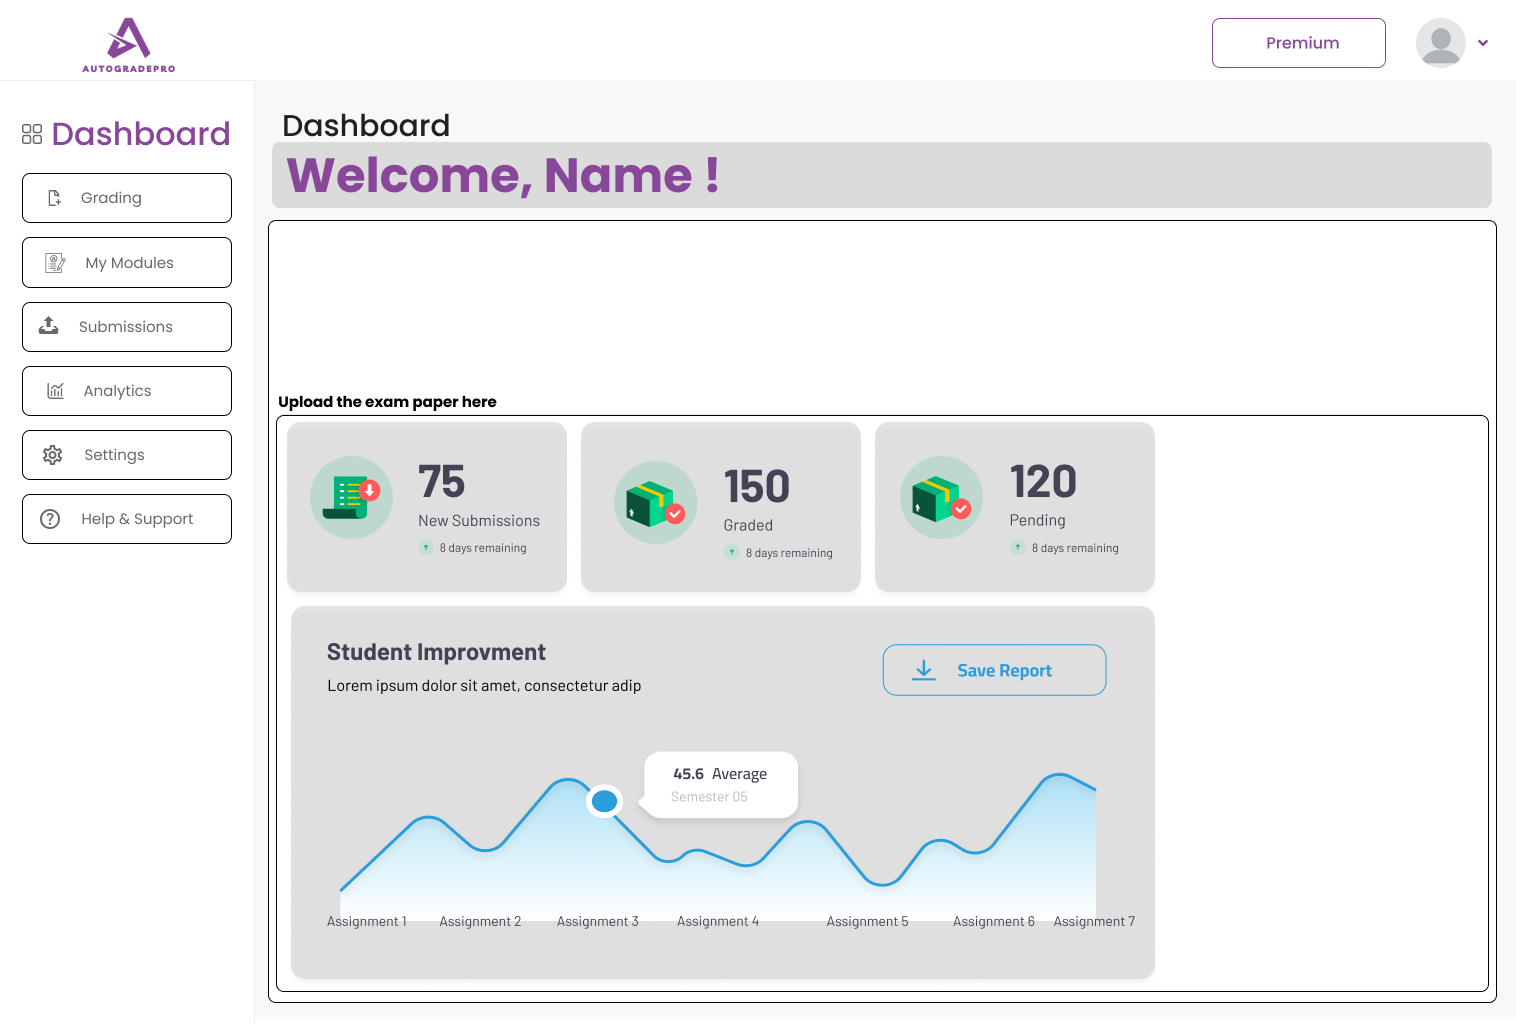 AUTOGRADEPRO
Premium
Dashboard
Grading
My Modules
Submissions
Analytics
Settings
Help & Support
Dashboard
Welcome, Name !
Upload the exam paper here
75
New Submissions
8 days remaining
150
Graded
8 days remaining
120
Pending
8 days remaining
Student Improvment
Lorem ipsum dolor sit amet, consectetur adip
Save Report
45.6 Average
Semester 05
Assignment 1 Assignment 2 Assignment 3 Assignment 4 Assignment 5 Assignment 6 Assignment 7